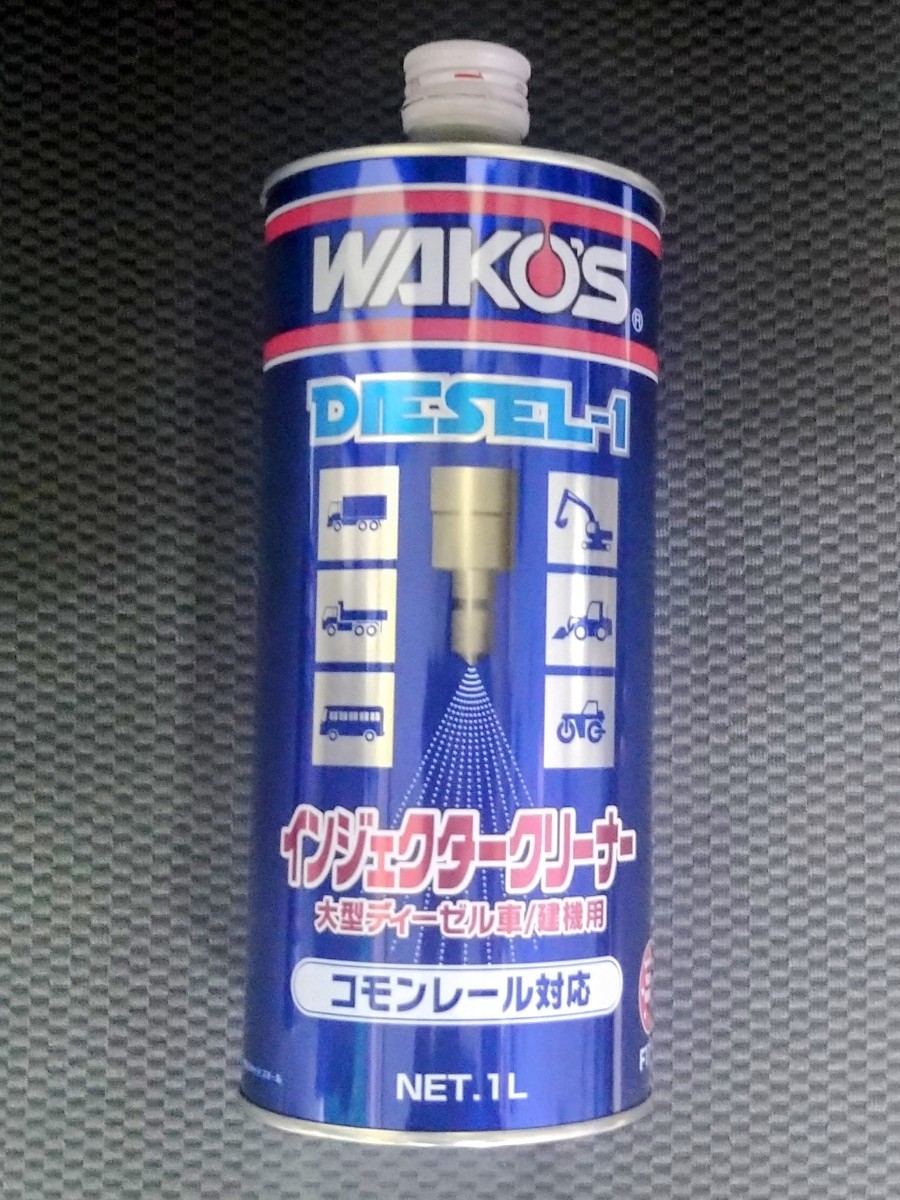 WAKO'S®
DIESEL-1
インジェクタークリーナー
大型ディーゼル車/建機用
コモンレール対応
NET.1L